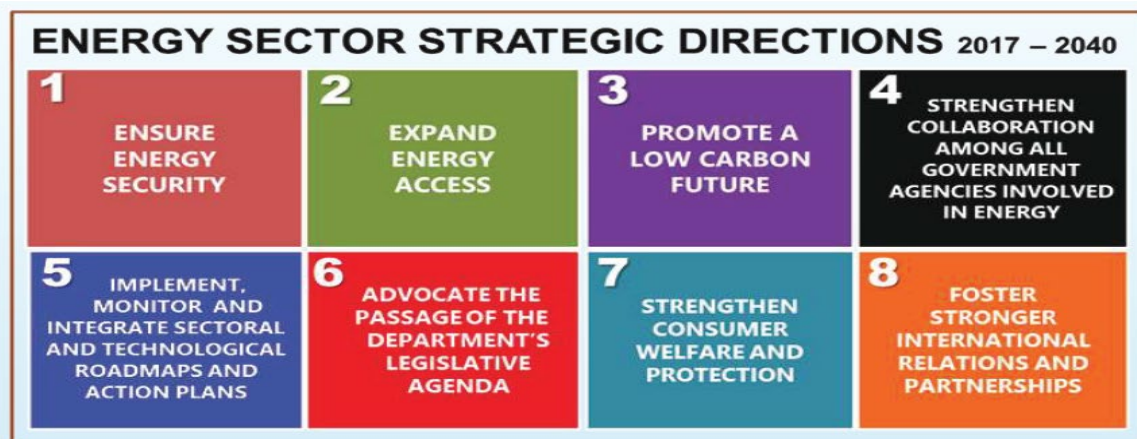 ENERGY SECTOR STRATEGIC DIRECTIONS 2017 – 2040
1
ENSURE
ENERGY
SECURITY
2
EXPAND
ENERGY
ACCESS
3
PROMOTE A
LOW CARBON
FUTURE
4
STRENGTHEN
COLLABORATION
AMONG ALL
GOVERNMENT
AGENCIES INVOLVED
IN ENERGY
5
IMPLEMENT,
MONITOR AND
INTEGRATE SECTORAL
AND TECHNOLOGICAL
ROADMAPS AND
ACTION PLANS
6
ADVOCATE THE
PASSAGE OF THE
DEPARTMENT'S
LEGISLATIVE
AGENDA
7
STRENGTHEN
CONSUMER
WELFARE AND
PROTECTION
8
FOSTER
STRONGER
INTERNATIONAL
RELATIONS AND
PARTNERSHIPS